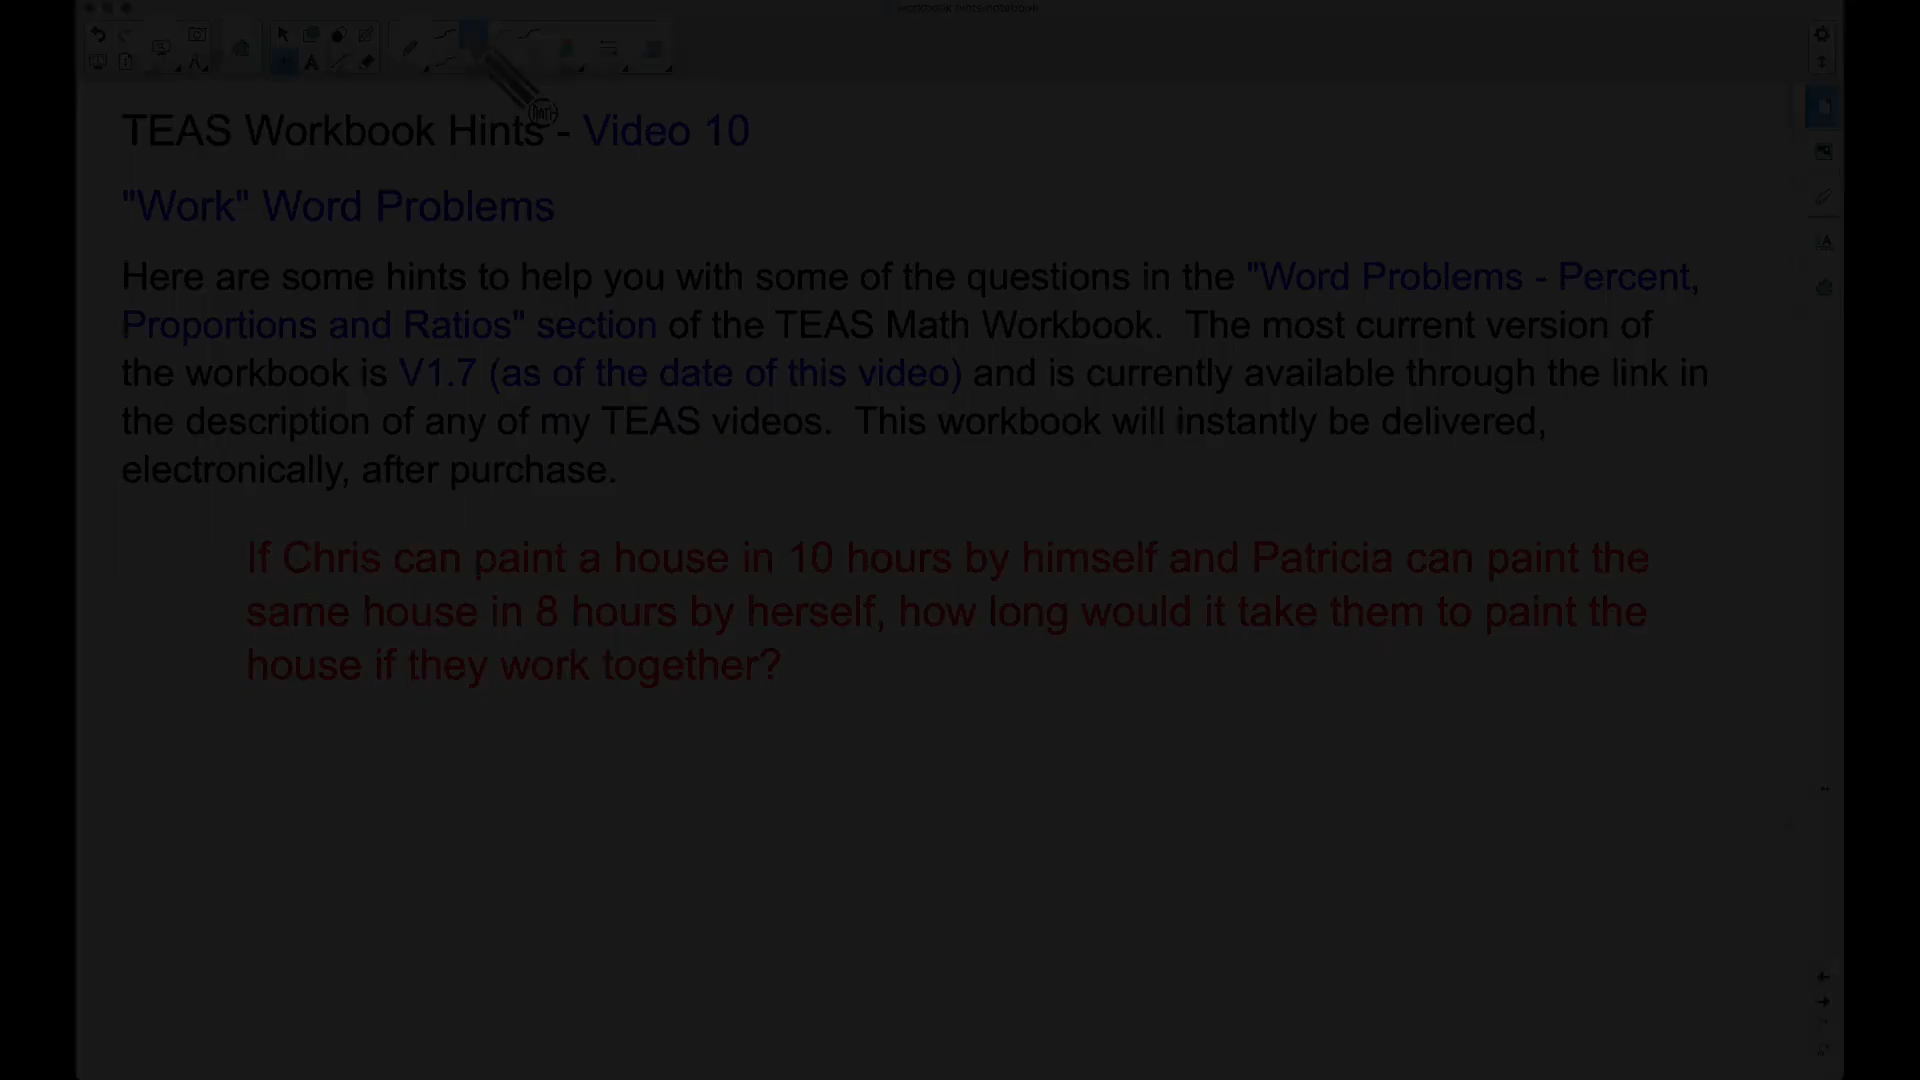 workbook hints.notebook
TEAS Workbook Hints - Video 10
"Work" Word Problems
Here are some hints to help you with some of the questions in the "Word Problems - Percent,
Proportions and Ratios" section of the TEAS Math Workbook. The most current version of
the workbook is V1.7 (as of the date of this video) and is currently available through the link in
the description of any of my TEAS videos. This workbook will instantly be delivered,
electronically, after purchase.
If Chris can paint a house in 10 hours by himself and Patricia can paint the
same house in 8 hours by herself, how long would it take them to paint the
house if they work together?